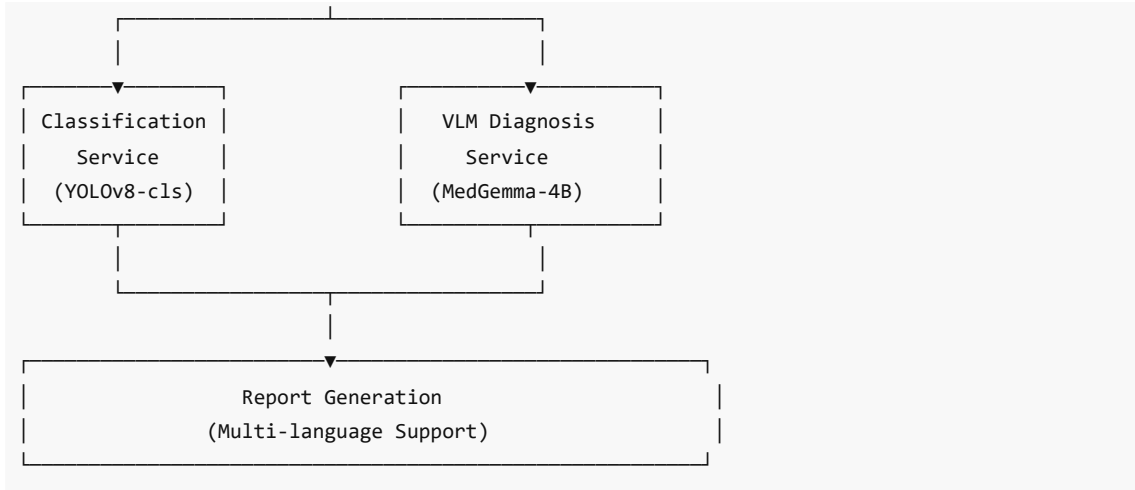 Classification
VLM Diagnosis
Service
Service
(YOLOv8-cls)
(MedGemma-4B)
Report Generation
(Multi-language Support)